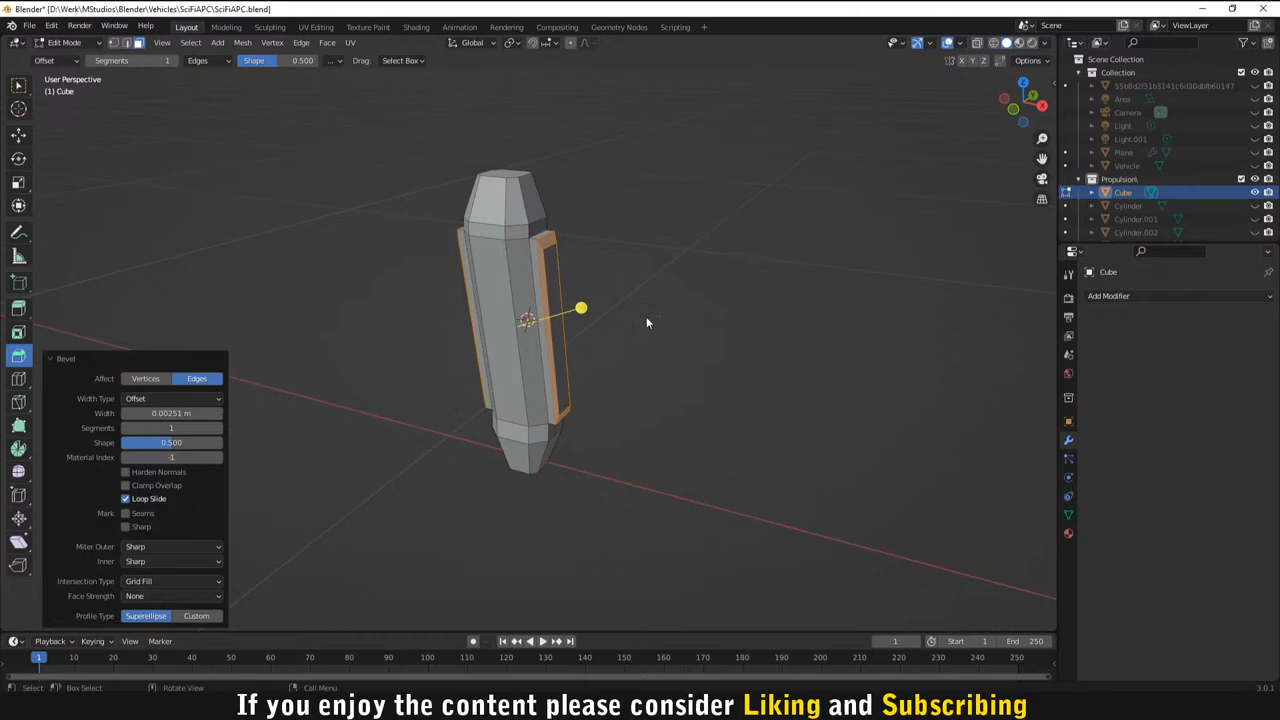 Blender* [D:\Werk\MStudios\Blender\Vehicles\SciFiAPC\SciFiAPC.blend]
File Edit Render Window Help Layout Modeling Sculpting UV Editing Texture Paint Shading Animation Rendering Compositing Geometry Nodes Scripting + Scene ViewLayer
Edit Mode View Select Add Mesh Vertex Edge Face UV Global
Offset Segments 1 Edges Shape 0.500 ... Drag: Select Box X Y Z Options
User Perspective
(1) Cube
Scene Collection
Collection
55b8d2f31b3141c6d30dbfb60147
Area
Camera
Light
Light.001
Plane
Vehicle
Propulsion\
Cube
Cylinder
Cylinder.001
Cylinder.002
Cube
Add Modifier
Bevel
Affect Vertices Edges
Width Type Offset
Width 0.00251 m
Segments 1
Shape 0.500
Material Index -1
Harden Normals
Clamp Overlap
Loop Slide
Mark Seams
Sharp
Miter Outer Sharp
Inner Sharp
Intersection Type Grid Fill
Face Strength None
Profile Type Superellipse Custom
Playback Keying View Marker 1 Start 1 End 250
1 10 20 30 40 50 60 70 80 90 100 110 120 130 140 150 160 170 180 190 200 210 220 230 240 250
Select Box Select Rotate View Call Menu 3.0.1
If you enjoy the content please consider Liking and Subscribing